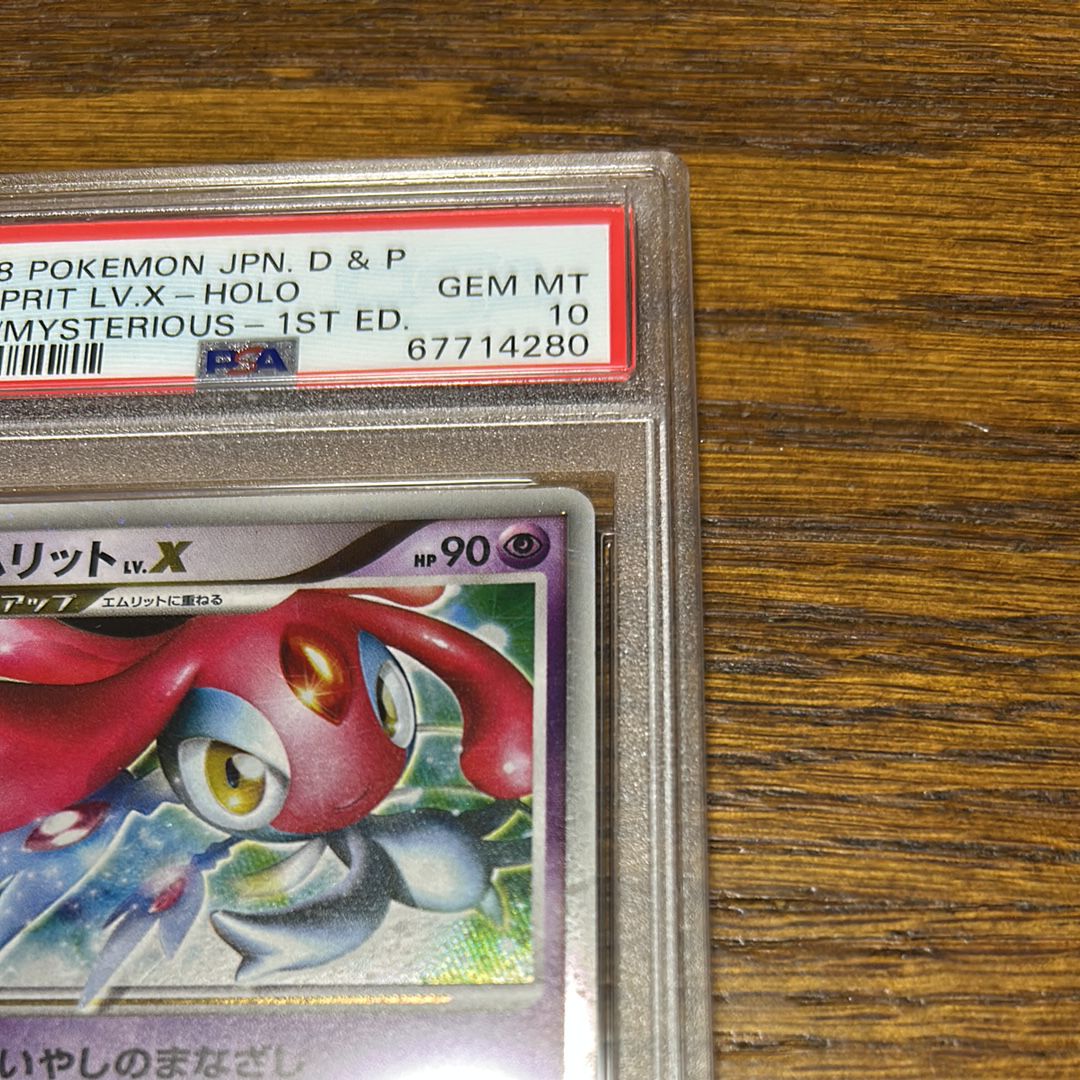 8 POKEMON JPN. D & P
PRIT LV.X - HOLO
GEM MT
/MYSTERIOUS - 1ST ED.
10
PSA
67714280
ムリット LV.X
HP 90
アップ
エムリットに重ねる
いやしのまなざし